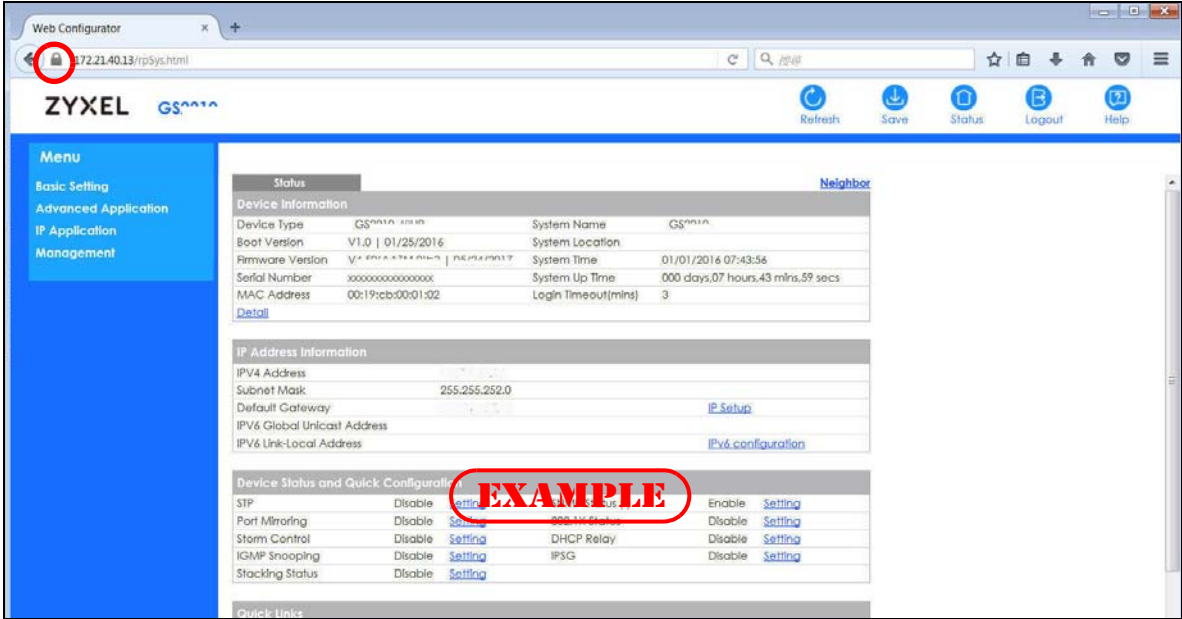 Web Configurator × +
172.21.40.13/rpSys.html 搜尋
ZYXEL
Refresh Save Status Logout Help
Menu
Basic Setting
Advanced Application
IP Application
Management
Status Neighbor
Device Information
Device Type System Name
Boot Version V1.0 | 01/25/2016 System Location
Firmware Version System Time 01/01/2016 07:43:56
Serial Number xxxxxxxxxxxxxxxx System Up Time 000 days,07 hours,43 mins,59 secs
MAC Address 00:19:cb:00:01:02 Login Timeout(mins) 3
Detail
IP Address Information
IPV4 Address
Subnet Mask 255.255.252.0
Default Gateway IP Setup
IPV6 Global Unicast Address
IPV6 Link-Local Address IPv6 configuration
Device Status and Quick Configuration
EXAMPLE
STP Disable Setting Status Enable Setting
Port Mirroring Disable Setting 802.1X Status Disable Setting
Storm Control Disable Setting DHCP Relay Disable Setting
IGMP Snooping Disable Setting IPSG Disable Setting
Stacking Status Disable Setting
Quick Links